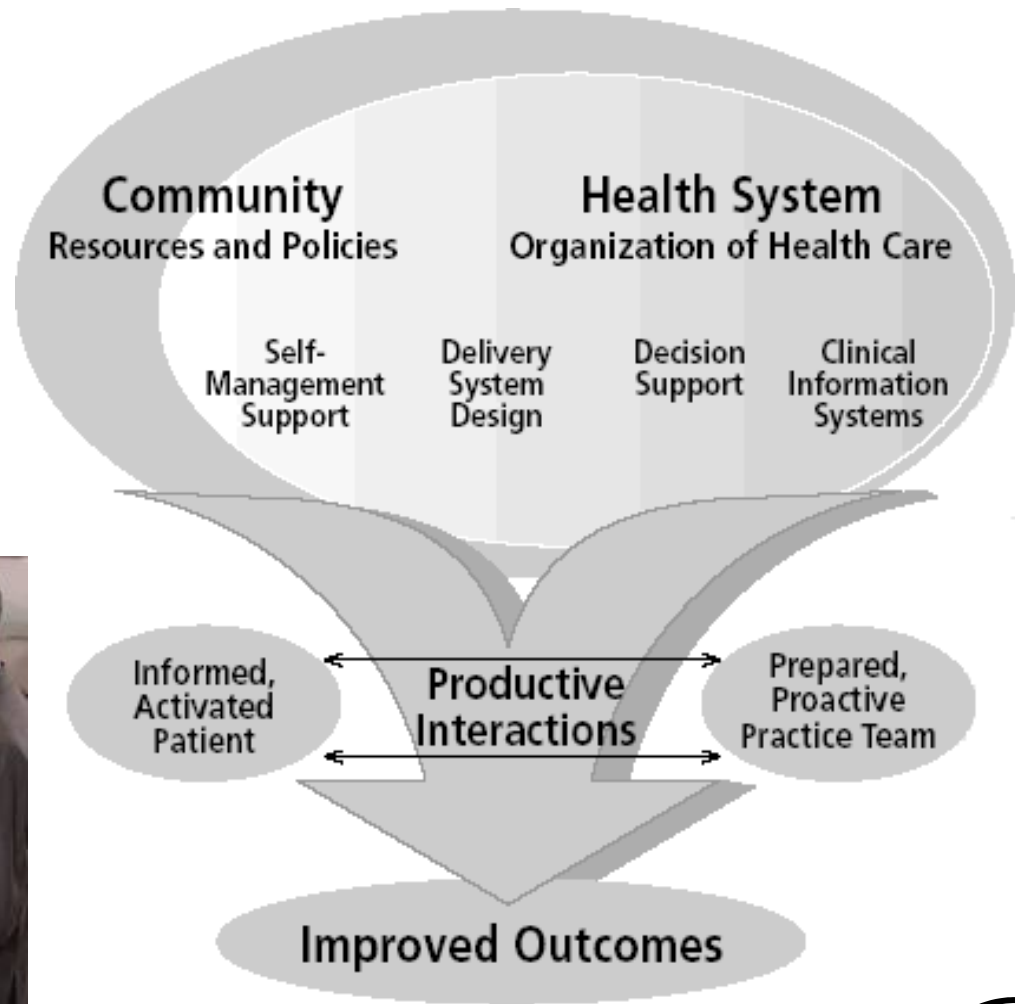 Community
Resources and Policies
Health System
Organization of Health Care
Self-
Management
Support
Delivery
System
Design
Decision
Support
Clinical
Information
Systems
Informed,
Activated
Patient
Productive
Interactions
Prepared,
Proactive
Practice Team
Improved Outcomes